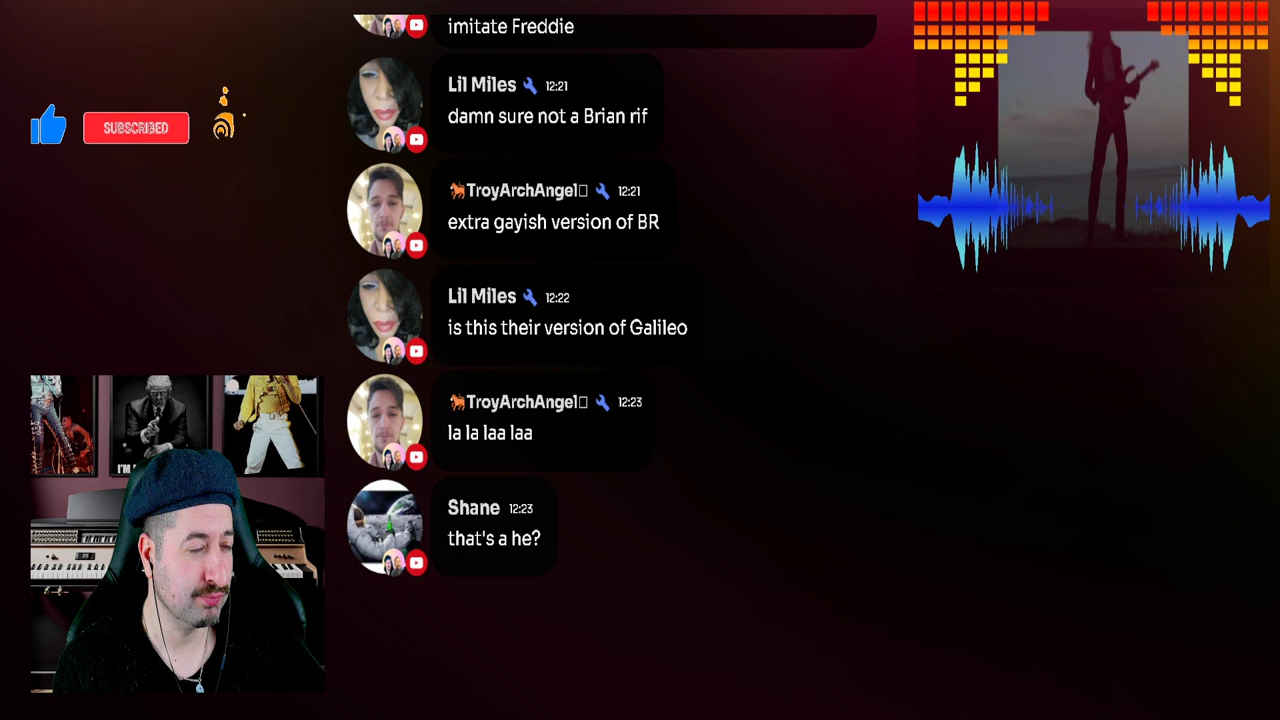 imitate Freddie
Lil Miles 12:21
damn sure not a Brian rif
SUBSCRIBED
TroyArchAngel 12:21
extra gayish version of BR
Lil Miles 12:22
is this their version of Galileo
TroyArchAngel 12:23
la la laa laa
I'M
Shane 12:23
that's a he?